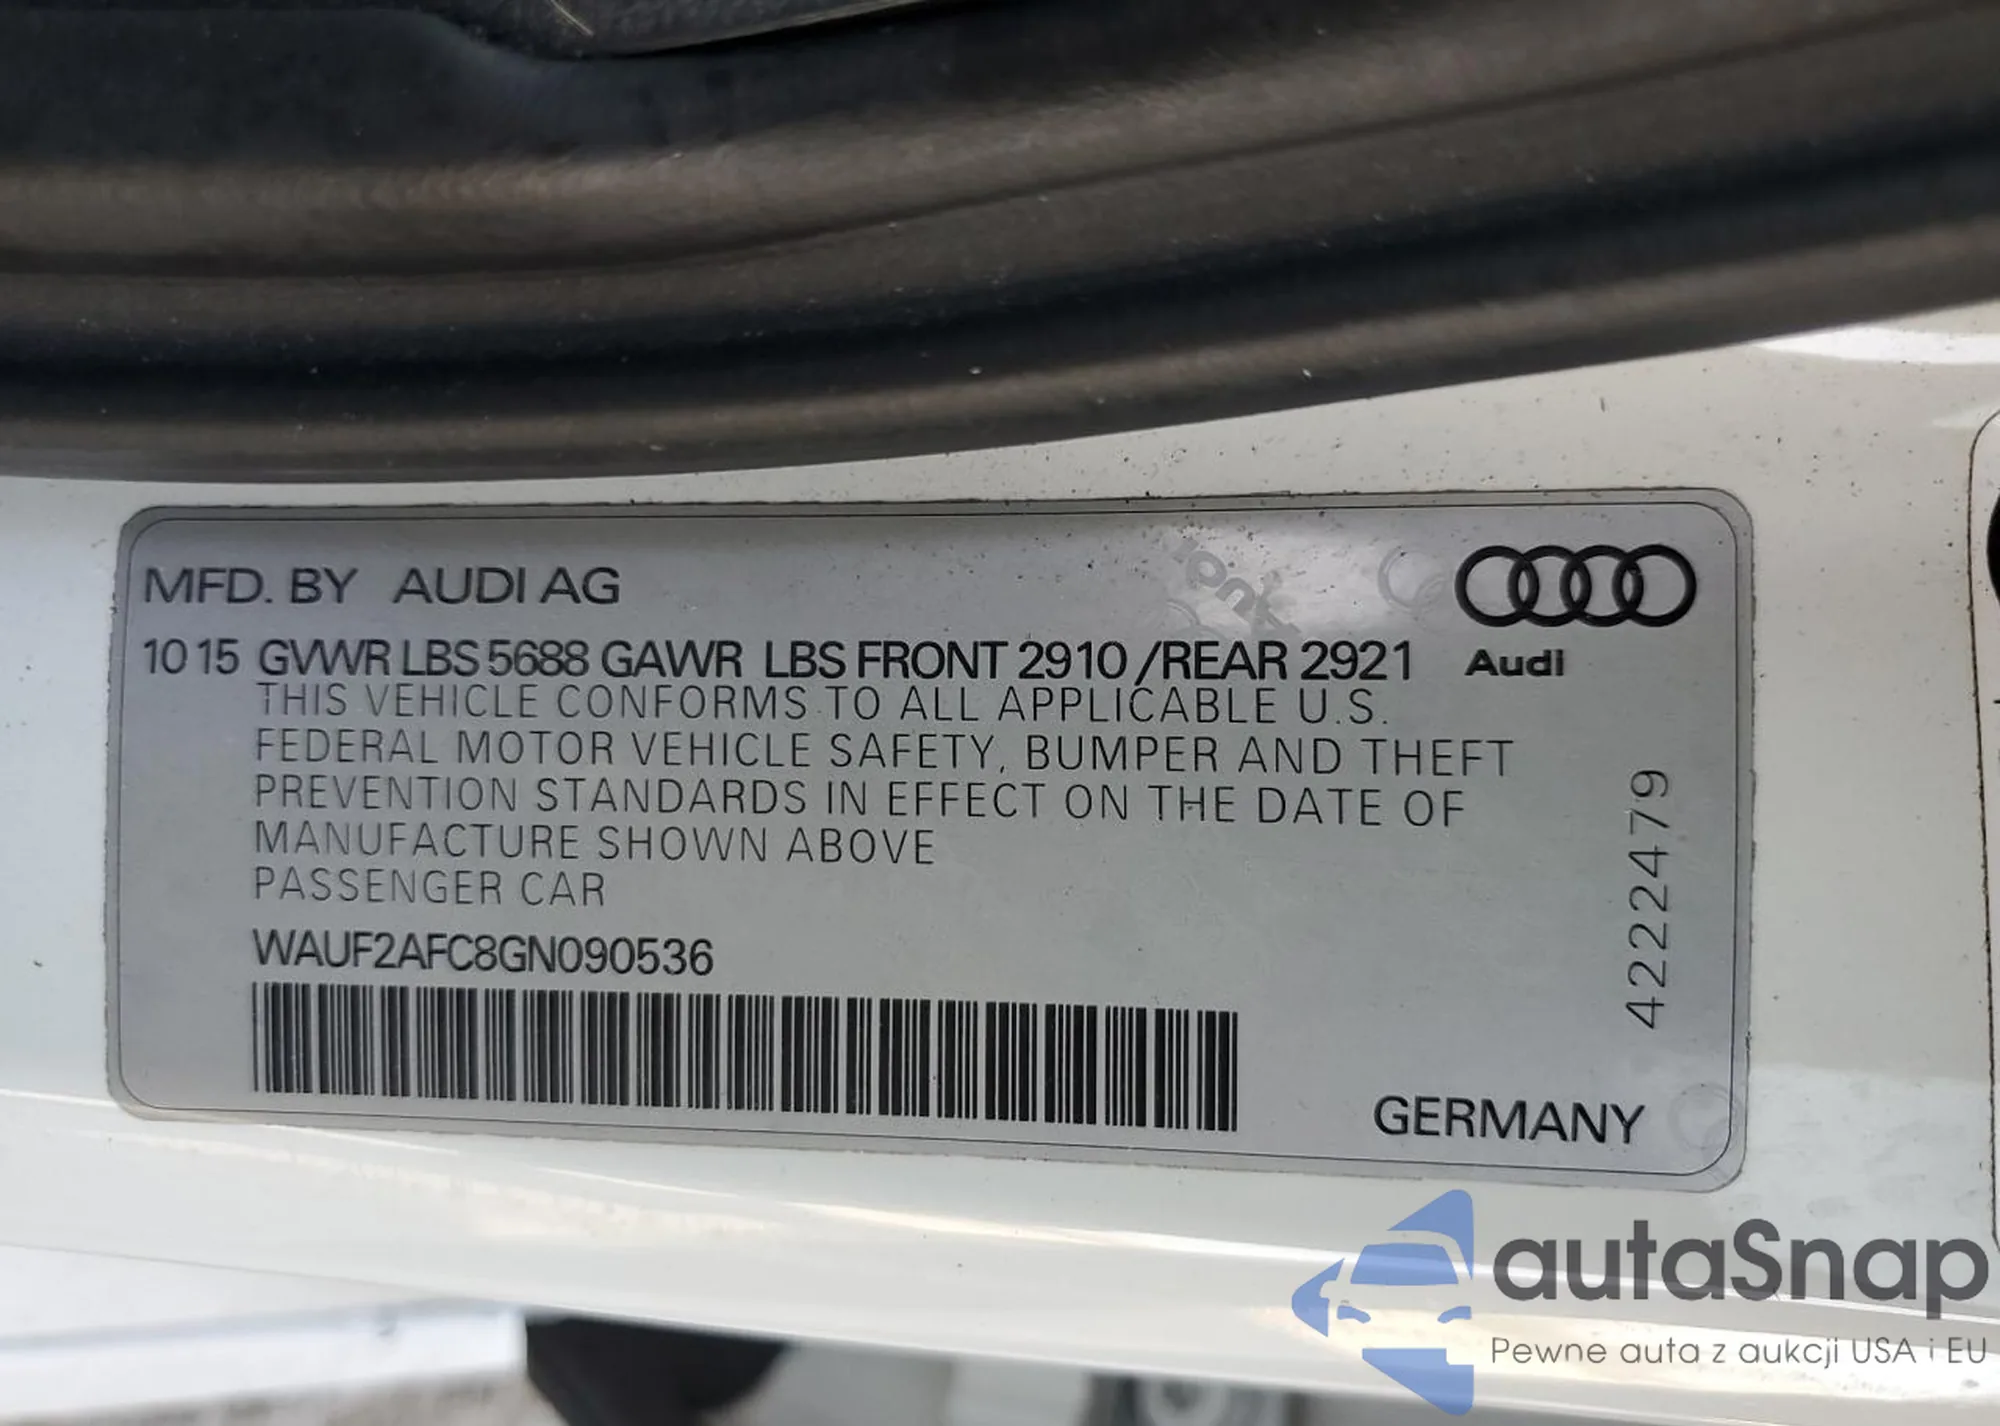 MFD. BY AUDI AG
10 15 GVWR LBS 5688 GAWR LBS FRONT 2910 /REAR 2921
Audi
THIS VEHICLE CONFORMS TO ALL APPLICABLE U.S.
FEDERAL MOTOR VEHICLE SAFETY, BUMPER AND THEFT
PREVENTION STANDARDS IN EFFECT ON THE DATE OF
MANUFACTURE SHOWN ABOVE
PASSENGER CAR
WAUF2AFC8GN090536
4222479
GERMANY
autaSnap
Pewne auta z aukcji USA i EU